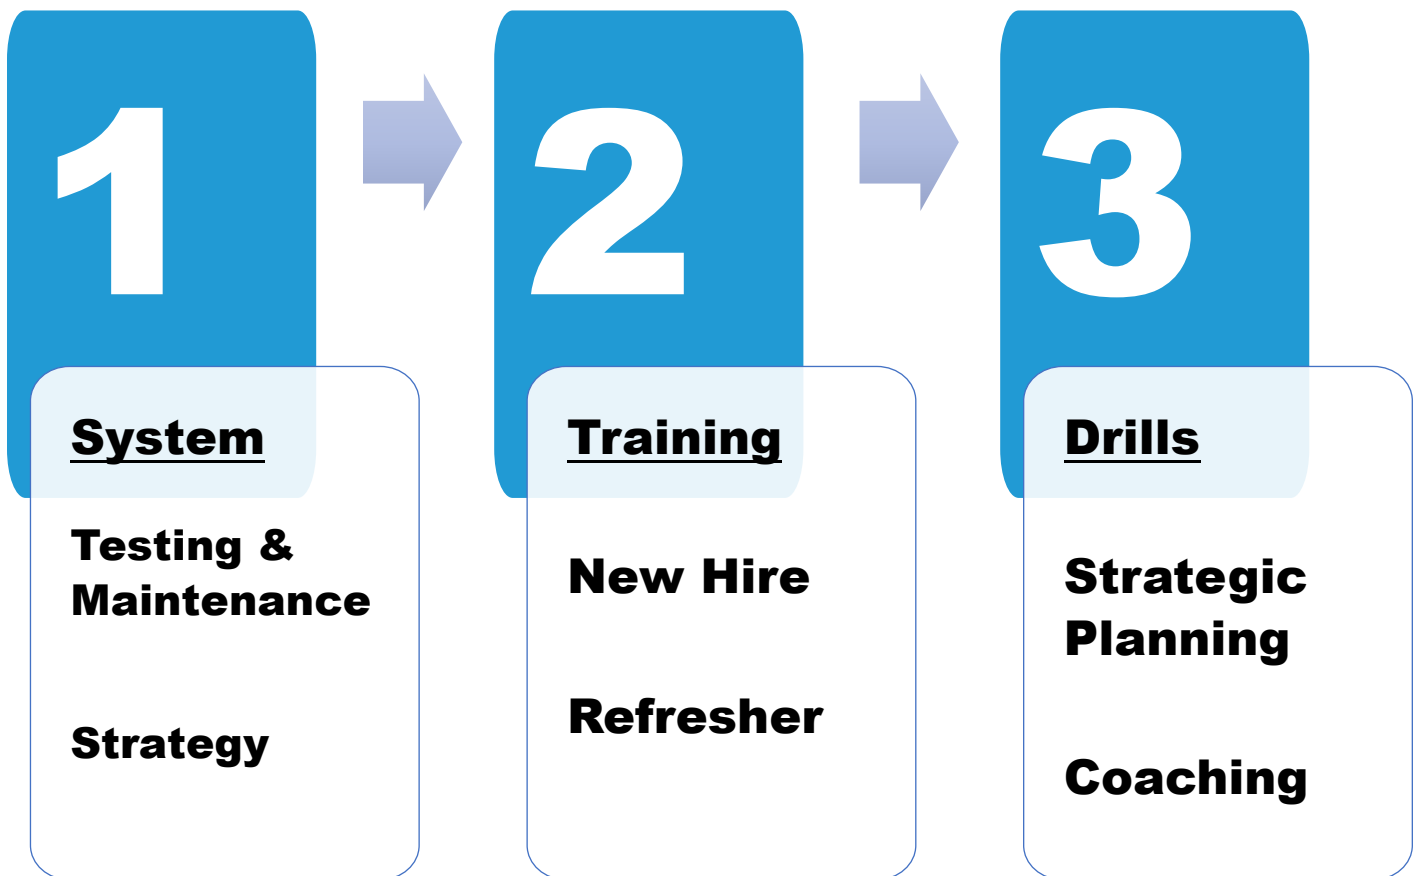 1
System
Testing &
Maintenance
Strategy
2
Training
New Hire
Refresher
3
Drills
Strategic
Planning
Coaching